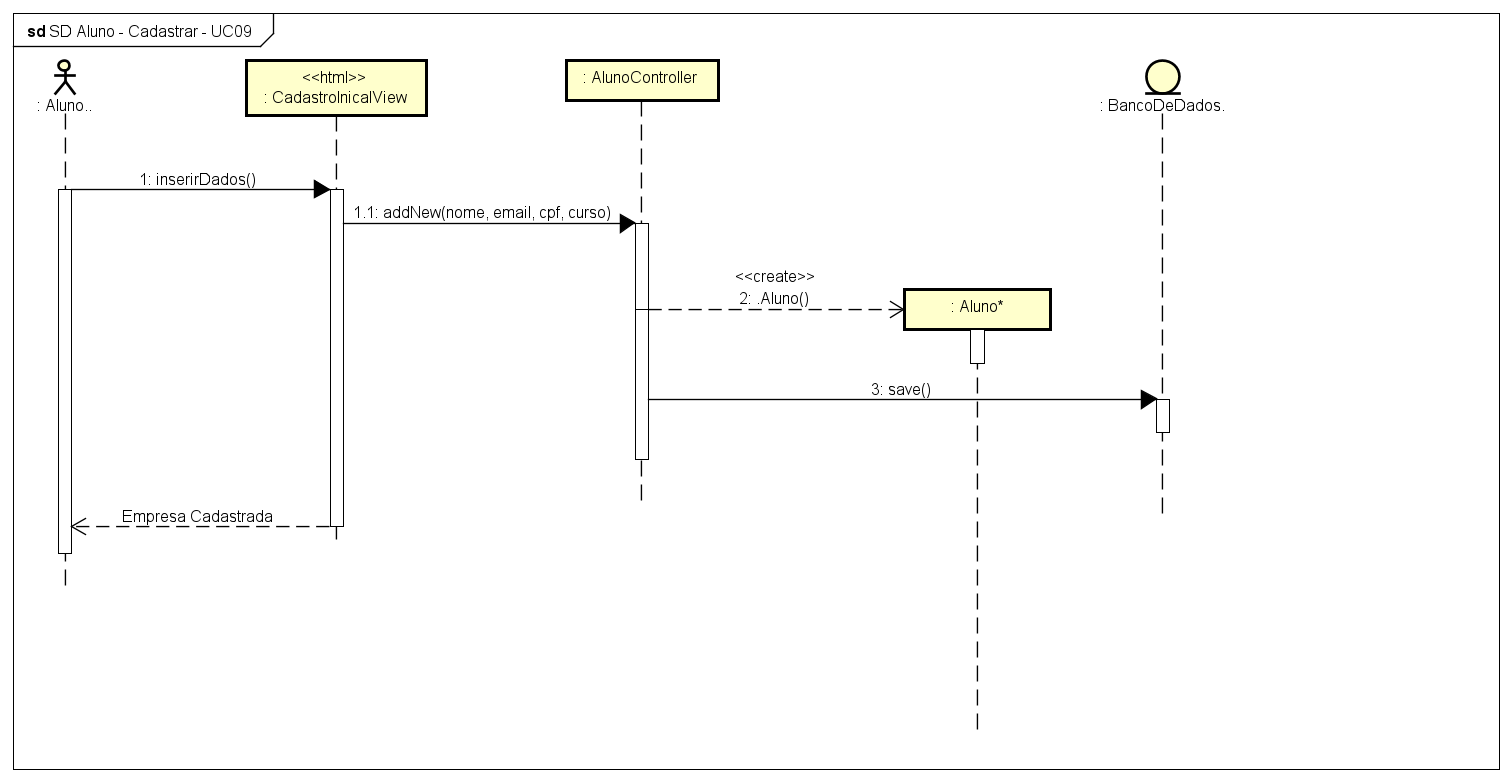 sd SD Aluno - Cadastrar - UC09
: Aluno..
<<html>>
: CadastroInicalView
: AlunoController
: BancoDeDados.
1: inserirDados()
1.1: addNew(nome, email, cpf, curso)
<<create>>
2: .Aluno()
: Aluno*
3: save()
Empresa Cadastrada